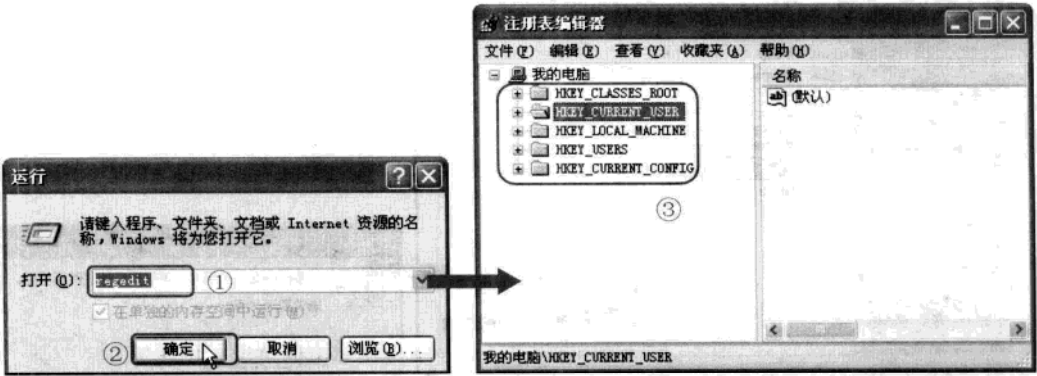 运行
请键入程序、文件夹、文档或 Internet 资源的名
称，Windows 将为您打开它。
打开(O):
regedit
①
在单独的内存空间中运行(M)
②
确定
取消
浏览(B)...
注册表编辑器
文件(F) 编辑(E) 查看(V) 收藏夹(A) 帮助(H)
我的电脑
HKEY_CLASSES_ROOT
HKEY_CURRENT_USER
HKEY_LOCAL_MACHINE
HKEY_USERS
HKEY_CURRENT_CONFIG
③
名称
ab
(默认)
我的电脑\HKEY_CURRENT_USER